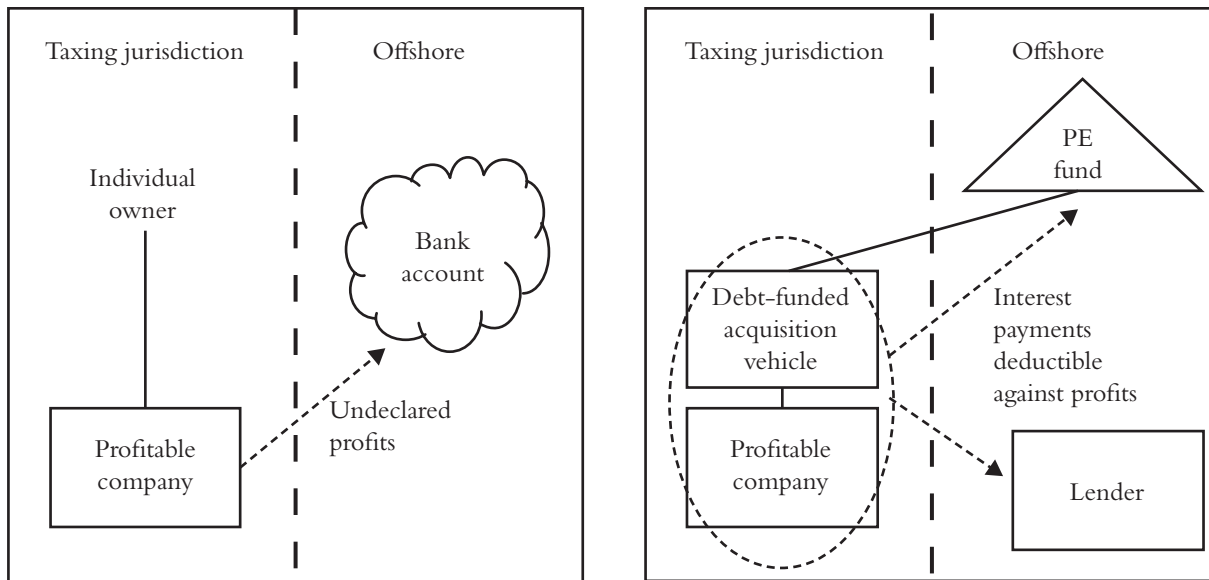 Taxing jurisdiction
Offshore
Individual
owner
Bank
account
Undeclared
profits
Profitable
company
Taxing jurisdiction
Offshore
PE
fund
Debt-funded
acquisition
vehicle
Interest
payments
deductible
against profits
Profitable
company
Lender